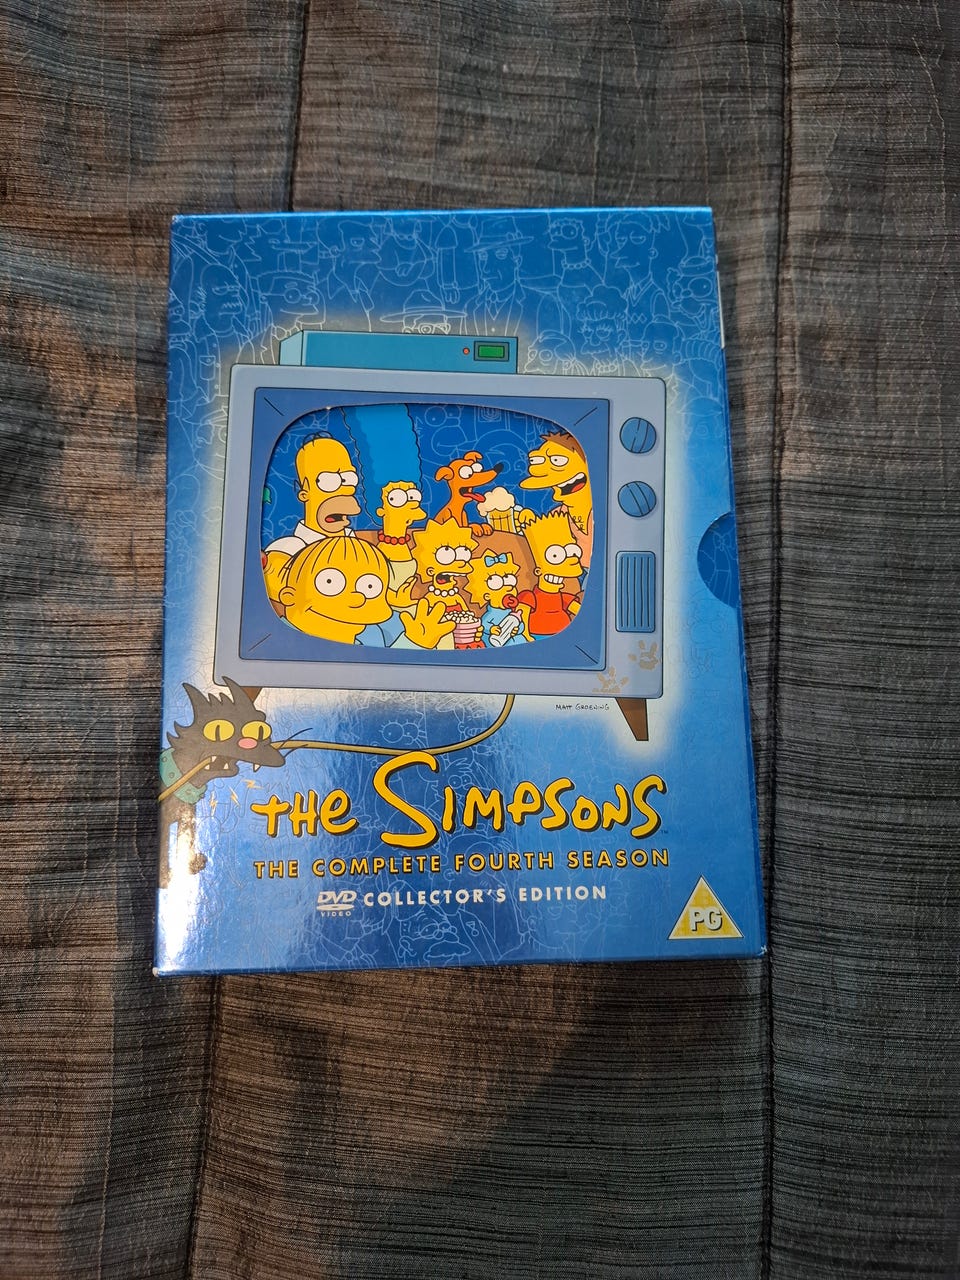 MATT GROENING
THE SIMPSONS
THE COMPLETE FOURTH SEASON
DVD COLLECTOR'S EDITION
VIDEO
PG